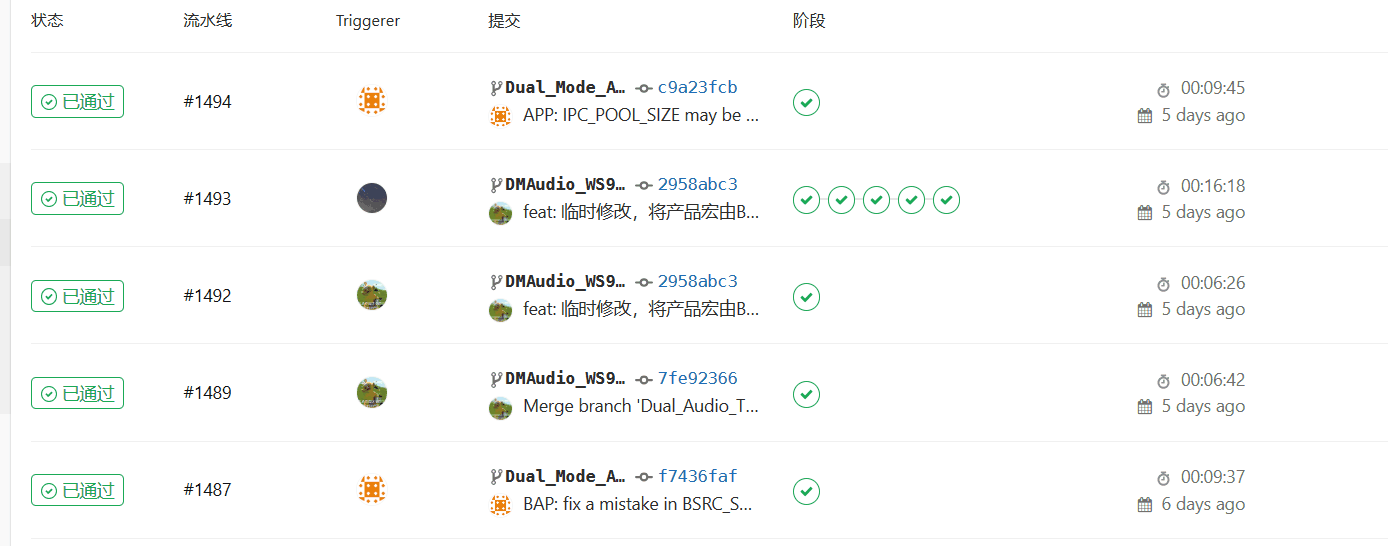 状态 流水线 Triggerer 提交 阶段
已通过 #1494 Dual_Mode_A… c9a23fcb 00:09:45
APP: IPC_POOL_SIZE may be … 5 days ago
已通过 #1493 DMAudio_WS9… 2958abc3 00:16:18
feat: 临时修改，将产品宏由B… 5 days ago
已通过 #1492 DMAudio_WS9… 2958abc3 00:06:26
feat: 临时修改，将产品宏由B… 5 days ago
已通过 #1489 DMAudio_WS9… 7fe92366 00:06:42
Merge branch 'Dual_Audio_T… 5 days ago
已通过 #1487 Dual_Mode_A… f7436faf 00:09:37
BAP: fix a mistake in BSRC_S… 6 days ago